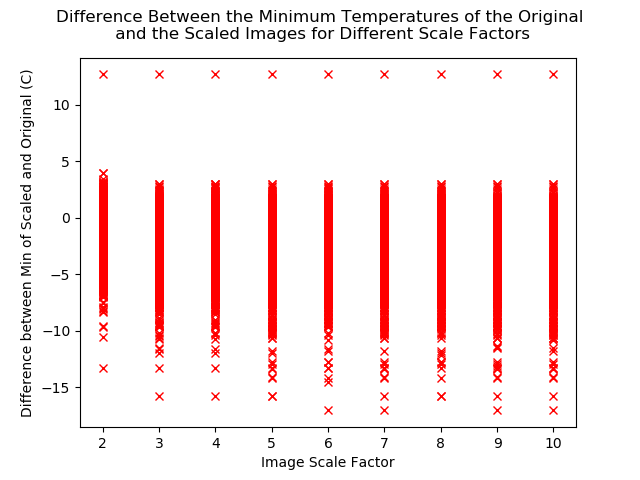 Difference Between the Minimum Temperatures of the Original
and the Scaled Images for Different Scale Factors
Difference between Min of Scaled and Original (C)
10
5
0
−5
−10
−15
2 3 4 5 6 7 8 9 10
Image Scale Factor